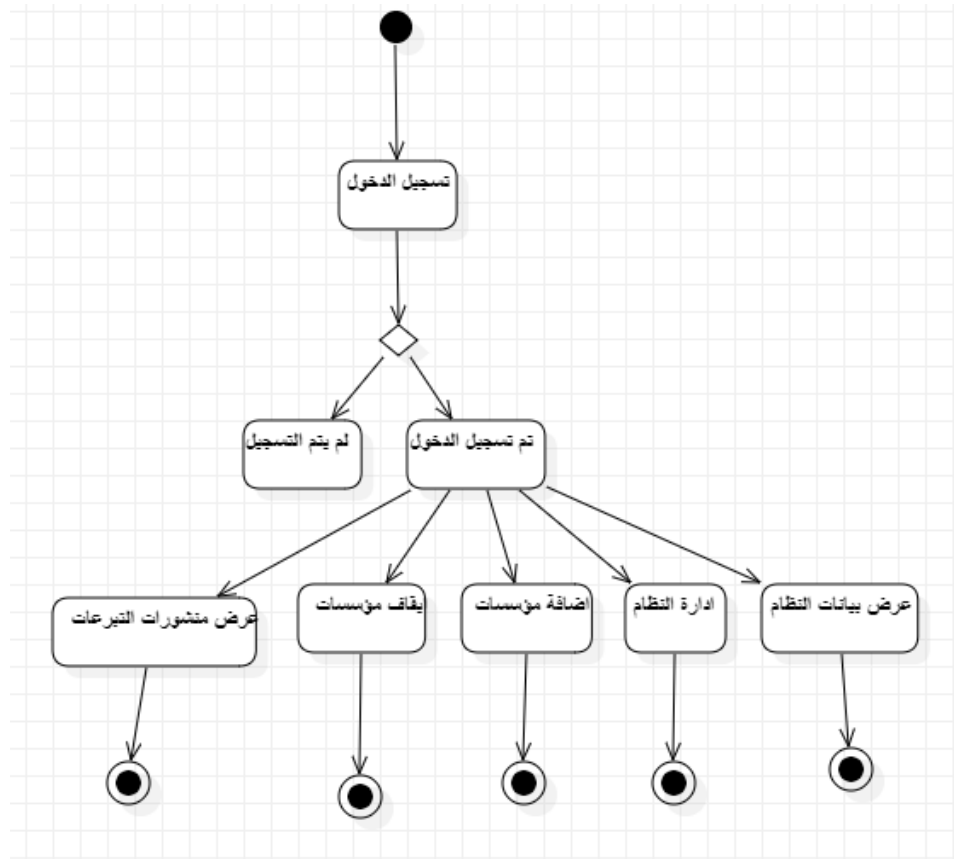 تسجيل الدخول
تم تسجيل الدخول
لم يتم التسجيل
عرض بيانات النظام
ادارة النظام
اضافة مؤسسات
يقاف مؤسسات
عرض منشورات التبرعات